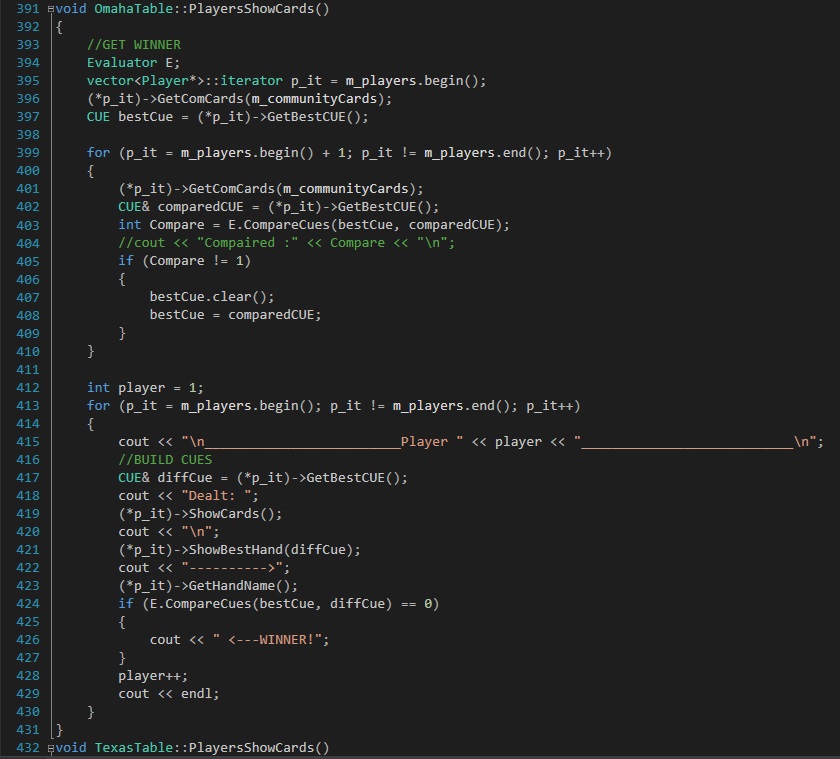 391 void OmahaTable::PlayersShowCards()
392 {
393     //GET WINNER
394     Evaluator E;
395     vector<Player*>::iterator p_it = m_players.begin();
396     (*p_it)->GetComCards(m_communityCards);
397     CUE bestCue = (*p_it)->GetBestCUE();
398
399     for (p_it = m_players.begin() + 1; p_it != m_players.end(); p_it++)
400     {
401         (*p_it)->GetComCards(m_communityCards);
402         CUE& comparedCUE = (*p_it)->GetBestCUE();
403         int Compare = E.CompareCues(bestCue, comparedCUE);
404         //cout << "Compaired :" << Compare << "\n";
405         if (Compare != 1)
406         {
407             bestCue.clear();
408             bestCue = comparedCUE;
409         }
410     }
411
412     int player = 1;
413     for (p_it = m_players.begin(); p_it != m_players.end(); p_it++)
414     {
415         cout << "\n_________________________Player " << player << "___________________________\n";
416         //BUILD CUES
417         CUE& diffCue = (*p_it)->GetBestCUE();
418         cout << "Dealt: ";
419         (*p_it)->ShowCards();
420         cout << "\n";
421         (*p_it)->ShowBestHand(diffCue);
422         cout << "---------->";
423         (*p_it)->GetHandName();
424         if (E.CompareCues(bestCue, diffCue) == 0)
425         {
426             cout << " <---WINNER!";
427         }
428         player++;
429         cout << endl;
430     }
431 }
432 void TexasTable::PlayersShowCards()